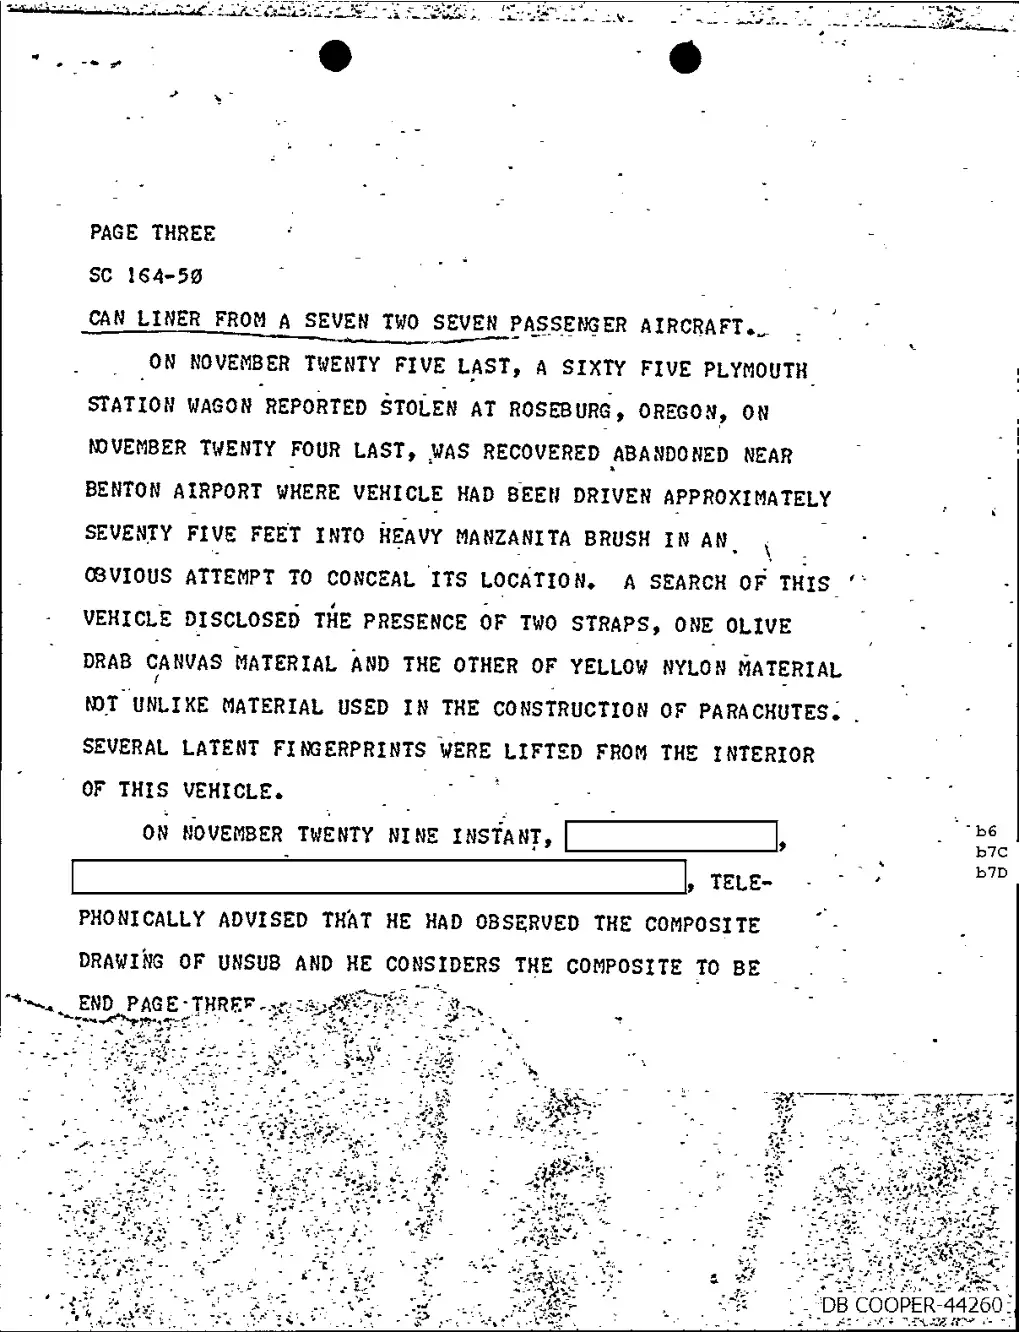 PAGE THREE
SC 164-50
CAN LINER FROM A SEVEN TWO SEVEN PASSENGER AIRCRAFT.
ON NOVEMBER TWENTY FIVE LAST, A SIXTY FIVE PLYMOUTH
STATION WAGON REPORTED STOLEN AT ROSEBURG, OREGON, ON
NOVEMBER TWENTY FOUR LAST, WAS RECOVERED ABANDONED NEAR
BENTON AIRPORT WHERE VEHICLE HAD BEEN DRIVEN APPROXIMATELY
SEVENTY FIVE FEET INTO HEAVY MANZANITA BRUSH IN AN
OBVIOUS ATTEMPT TO CONCEAL ITS LOCATION. A SEARCH OF THIS
VEHICLE DISCLOSED THE PRESENCE OF TWO STRAPS, ONE OLIVE
DRAB CANVAS MATERIAL AND THE OTHER OF YELLOW NYLON MATERIAL
NOT UNLIKE MATERIAL USED IN THE CONSTRUCTION OF PARACHUTES.
SEVERAL LATENT FINGERPRINTS WERE LIFTED FROM THE INTERIOR
OF THIS VEHICLE.
ON NOVEMBER TWENTY NINE INSTANT, ,
, TELE-
PHONICALLY ADVISED THAT HE HAD OBSERVED THE COMPOSITE
DRAWING OF UNSUB AND HE CONSIDERS THE COMPOSITE TO BE
END PAGE THREE
b6
b7C
b7D
DB COOPER-44260